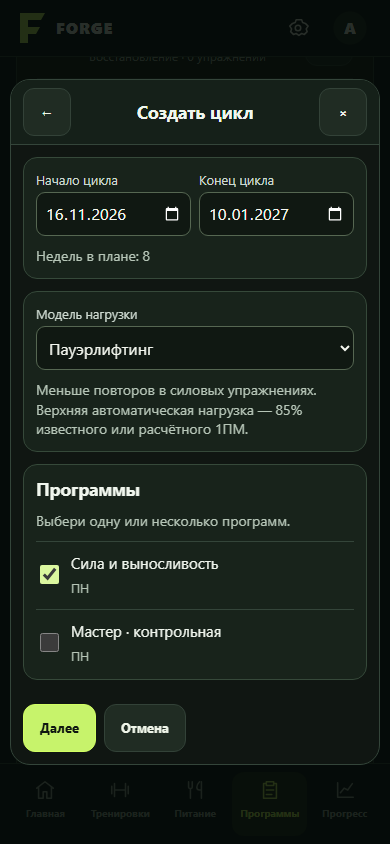 FORGE
A
Восстановление · 0 упражнений
←
Создать цикл
×
Начало цикла
Конец цикла
16.11.2026
10.01.2027
Недель в плане: 8
Модель нагрузки
Пауэрлифтинг
Меньше повторов в силовых упражнениях.
Верхняя автоматическая нагрузка — 85%
известного или расчётного 1ПМ.
Программы
Выбери одну или несколько программ.
Сила и выносливость
ПН
Мастер · контрольная
ПН
Далее
Отмена
Главная
Тренировки
Питание
Программы
Прогресс